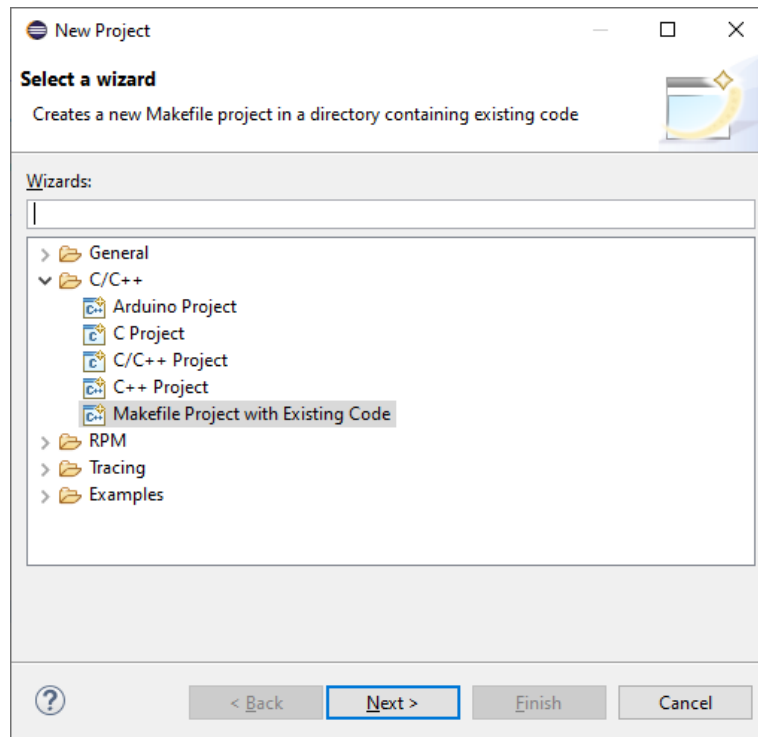 New Project
Select a wizard
Creates a new Makefile project in a directory containing existing code
Wizards:
General
C/C++
Arduino Project
C Project
C/C++ Project
C++ Project
Makefile Project with Existing Code
RPM
Tracing
Examples
? < Back Next > Finish Cancel